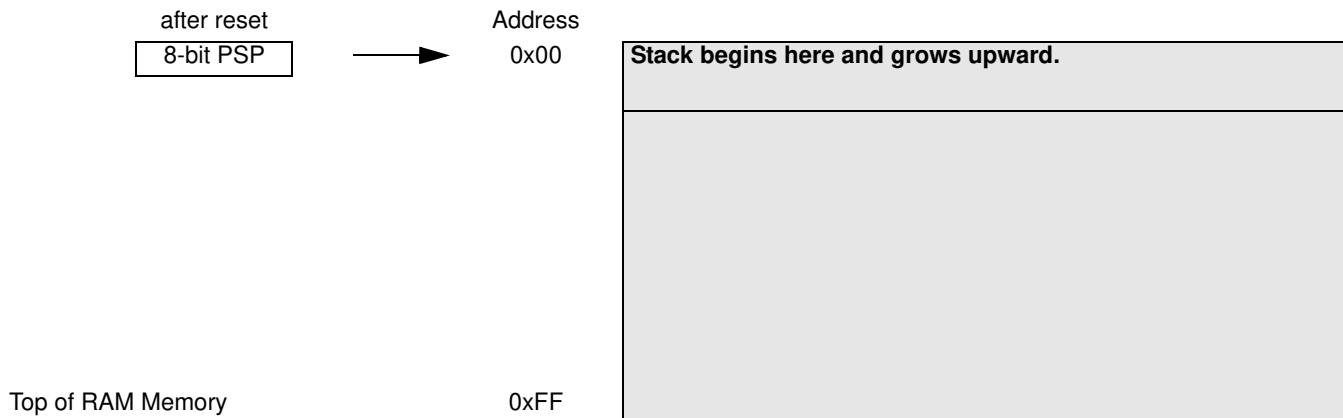 after reset Address
8-bit PSP 0x00 Stack begins here and grows upward.
Top of RAM Memory 0xFF